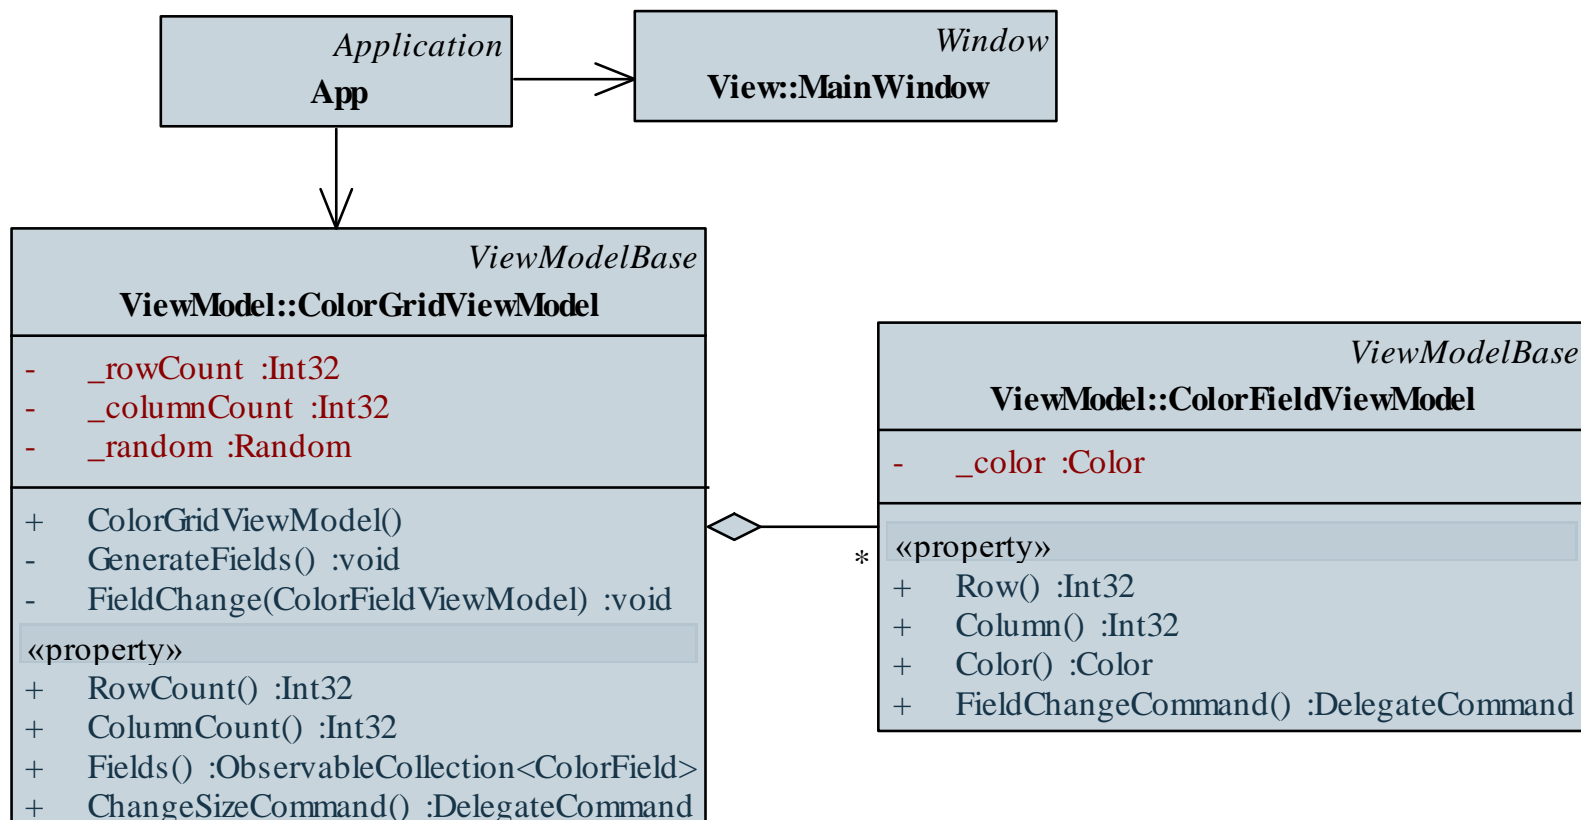 Application
App
Window
View::MainWindow
ViewModelBase
ViewModel::ColorGridViewModel
- _rowCount :Int32
- _columnCount :Int32
- _random :Random
+ ColorGridViewModel()
- GenerateFields() :void
- FieldChange(ColorFieldViewModel) :void
«property»
+ RowCount() :Int32
+ ColumnCount() :Int32
+ Fields() :ObservableCollection<ColorField>
+ ChangeSizeCommand() :DelegateCommand
*
ViewModelBase
ViewModel::ColorFieldViewModel
- _color :Color
«property»
+ Row() :Int32
+ Column() :Int32
+ Color() :Color
+ FieldChangeCommand() :DelegateCommand